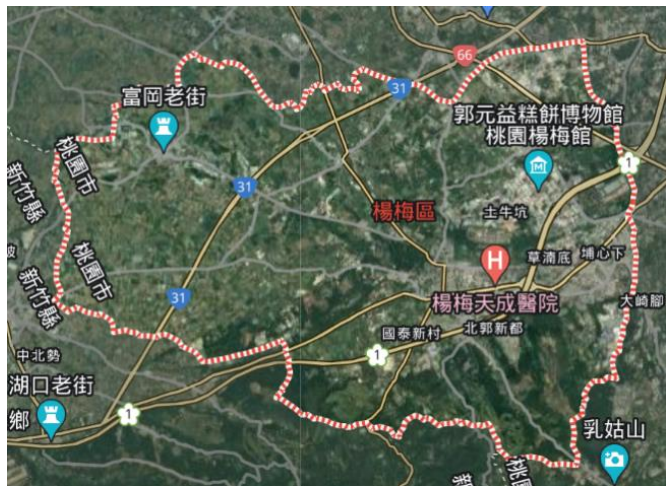 66
富岡老街
31
郭元益糕餅博物館
桃園楊梅館
桃園市
新竹縣
1
31
楊梅區
土牛坑
桃園市
新竹縣
31
草湳底
埔心下
H
楊梅天成醫院
大崎腳
國泰新村
北郭新都
中北勢
1
湖口老街
鄉
1
乳姑山